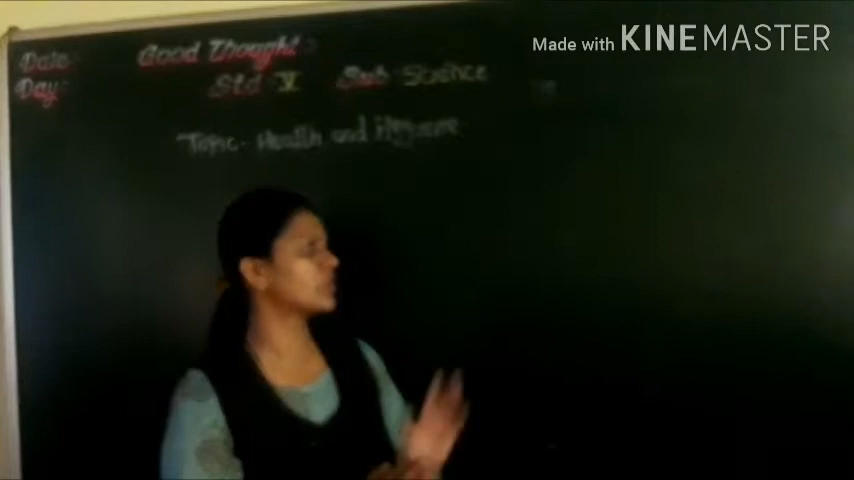 Made with KINEMASTER
Date: Good Thought:
Day: Std V Sub Science
Topic- Health and Hygiene